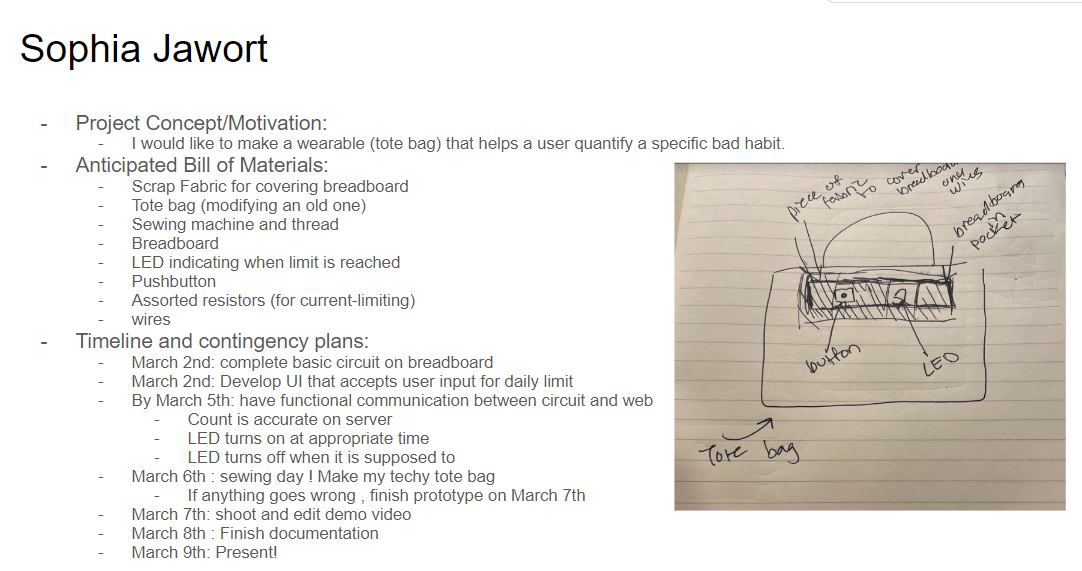 Sophia Jawort
- Project Concept/Motivation:
- I would like to make a wearable (tote bag) that helps a user quantify a specific bad habit.
- Anticipated Bill of Materials:
- Scrap Fabric for covering breadboard
- Tote bag (modifying an old one)
- Sewing machine and thread
- Breadboard
- LED indicating when limit is reached
- Pushbutton
- Assorted resistors (for current-limiting)
- wires
- Timeline and contingency plans:
- March 2nd: complete basic circuit on breadboard
- March 2nd: Develop UI that accepts user input for daily limit
- By March 5th: have functional communication between circuit and web
- Count is accurate on server
- LED turns on at appropriate time
- LED turns off when it is supposed to
- March 6th : sewing day ! Make my techy tote bag
- If anything goes wrong , finish prototype on March 7th
- March 7th: shoot and edit demo video
- March 8th : Finish documentation
- March 9th: Present!
piece of
fabric
to cover
breadboard
and
wires
breadboard
in
pocket
button
LED
Tote bag